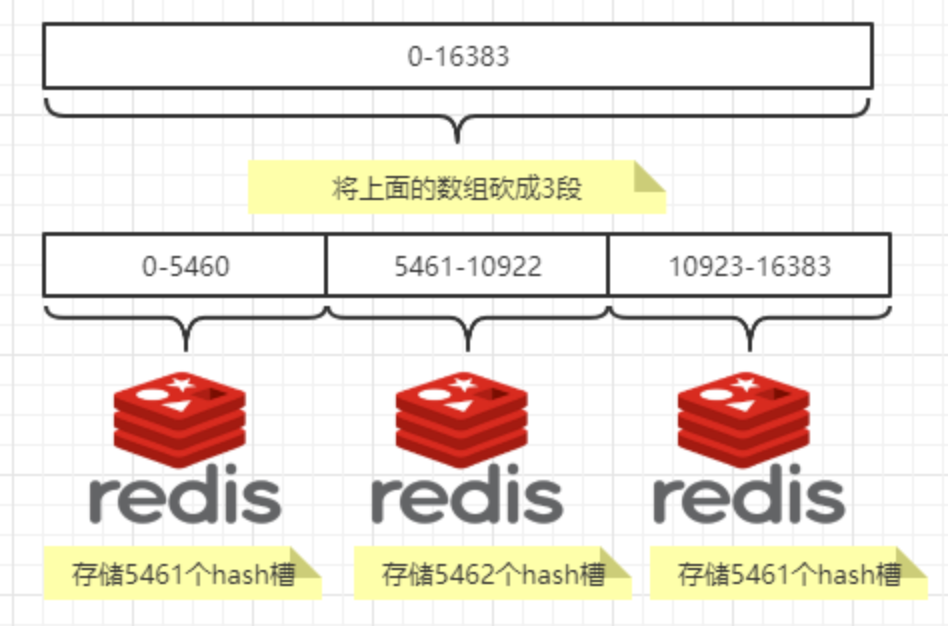 0-16383
将上面的数组砍成3段
0-5460
5461-10922
10923-16383
redis
redis
redis
存储5461个hash槽
存储5462个hash槽
存储5461个hash槽